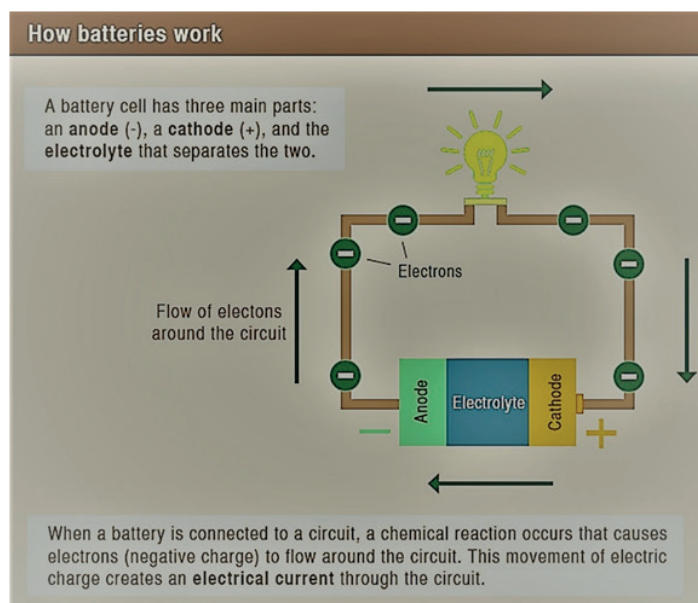 How batteries work
A battery cell has three main parts:
an anode (-), a cathode (+), and the
electrolyte that separates the two.
Electrons
Flow of electons
around the circuit
Anode
Electrolyte
Cathode
− +
When a battery is connected to a circuit, a chemical reaction occurs that causes
electrons (negative charge) to flow around the circuit. This movement of electric
charge creates an electrical current through the circuit.